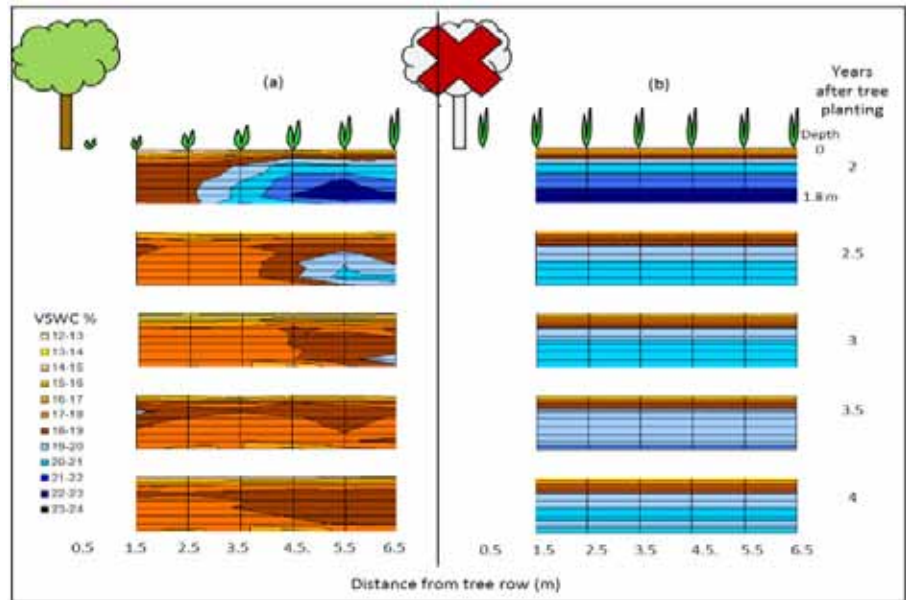 (a)
(b)
Years
after tree
planting
Depth
0
2
1.8 m
2.5
VSWC %
12-13
13-14
14-15
15-16
16-17
17-18
18-19
19-20
20-21
21-22
22-23
23-24
3
3.5
4
0.5 1.5 2.5 3.5 4.5. 5.5 6.5
0.5 1.5 2.5 3.5 4.5. 5.5 6.5
Distance from tree row (m)